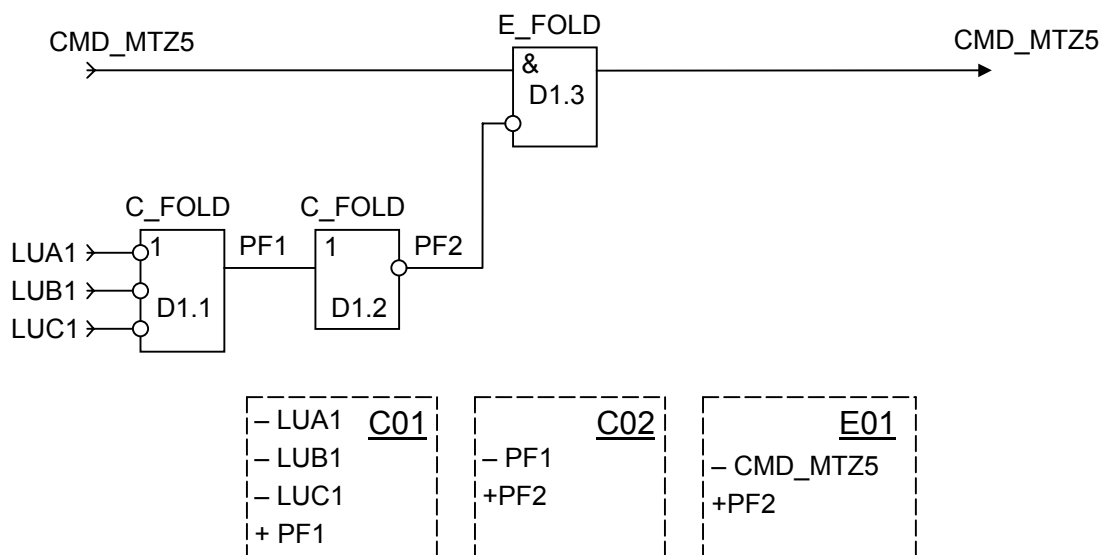 E_FOLD
CMD_MTZ5
CMD_MTZ5
&
D1.3
C_FOLD
C_FOLD
LUA1
1
PF1
1
PF2
LUB1
D1.1
D1.2
LUC1
– LUA1 C01
– LUB1
– LUC1
+ PF1
C02
– PF1
+PF2
E01
– CMD_MTZ5
+PF2